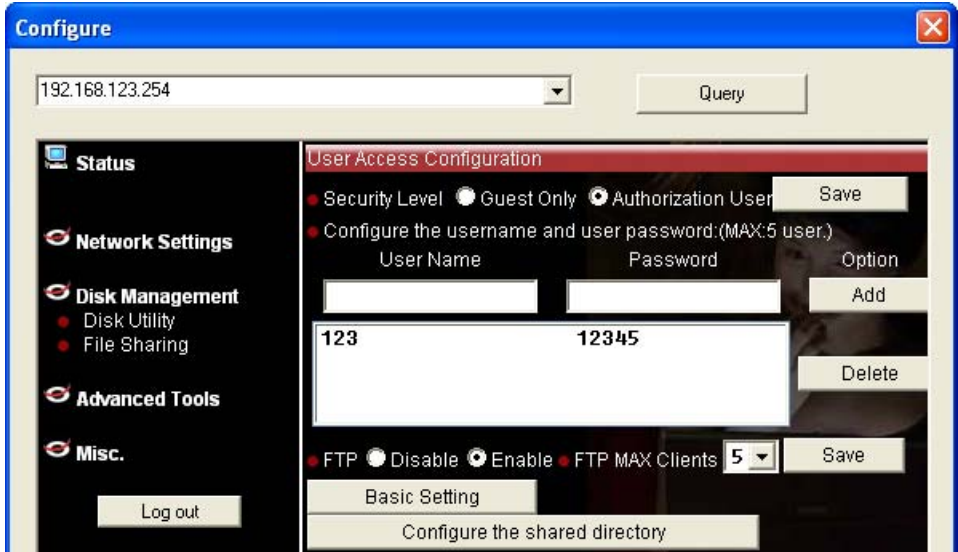 Configure
192.168.123.254
Query
Status
Network Settings
Disk Management
Disk Utility
File Sharing
Advanced Tools
Misc.
Log out
User Access Configuration
Security Level Guest Only Authorization User Save
Configure the username and user password:(MAX:5 user.)
User Name Password Option
Add
123 12345
Delete
FTP Disable Enable FTP MAX Clients 5 Save
Basic Setting
Configure the shared directory